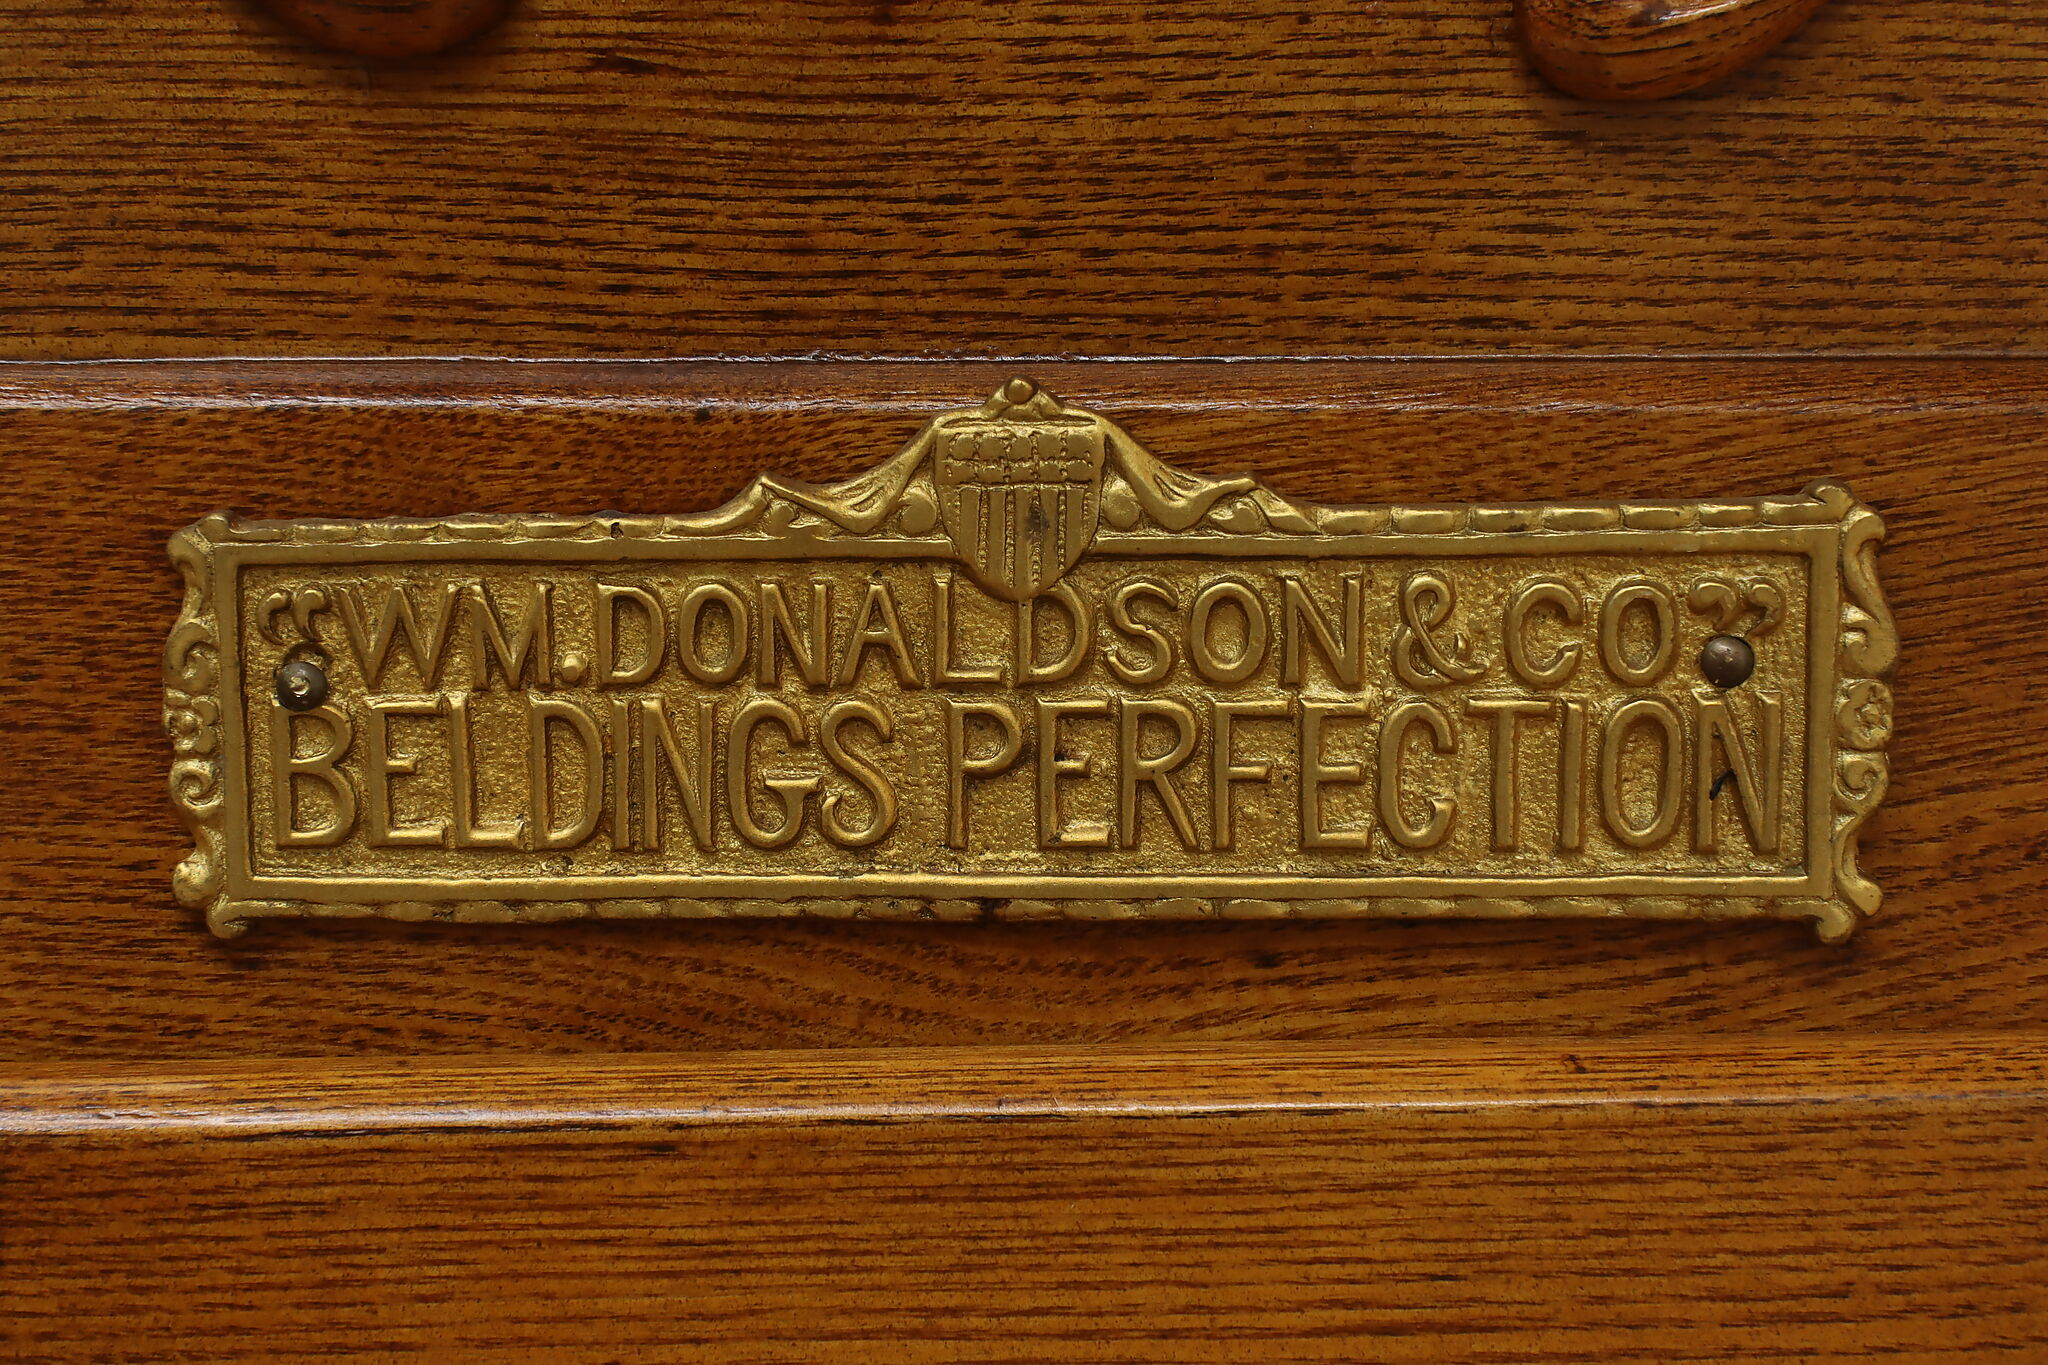 “WM. DONALDSON & CO”
BELDINGS PERFECTION